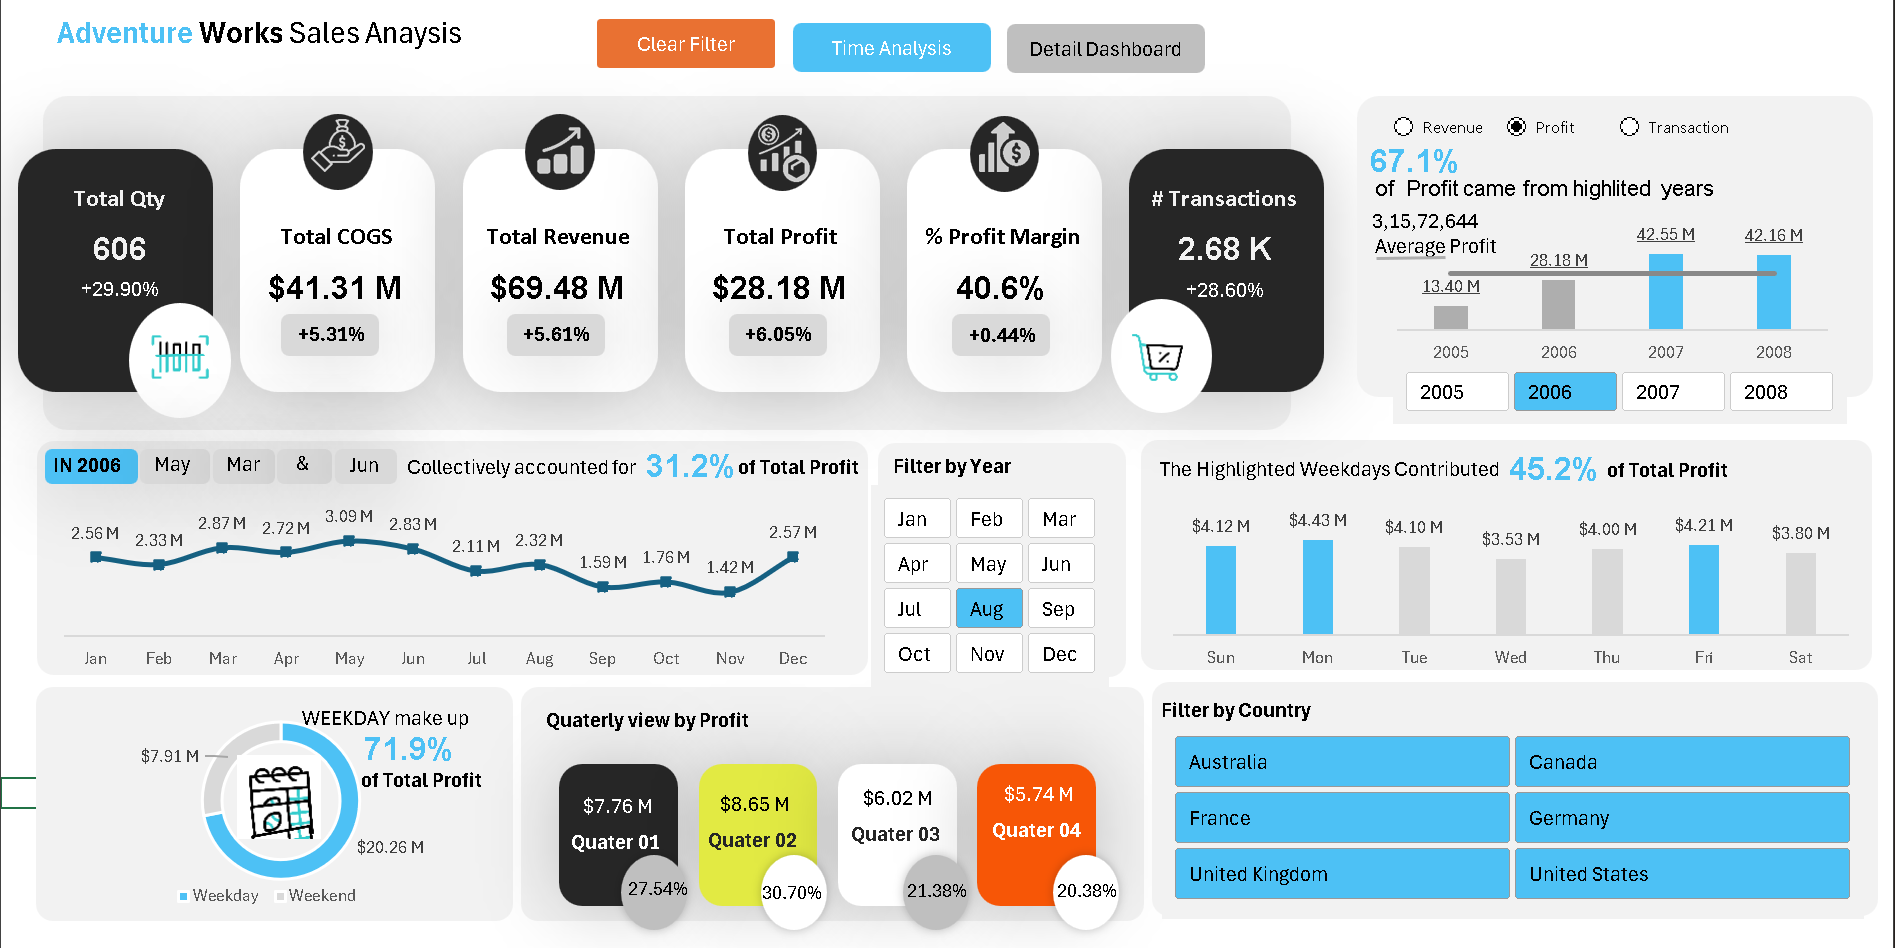 Adventure Works Sales Anaysis
Clear Filter
Time Analysis
Detail Dashboard
Total Qty
606
+29.90%
Total COGS
$41.31 M
+5.31%
Total Revenue
$69.48 M
+5.61%
Total Profit
$28.18 M
+6.05%
% Profit Margin
40.6%
+0.44%
# Transactions
2.68 K
+28.60%
Revenue
Profit
Transaction
67.1%
of Profit came from highlited years
3,15,72,644
Average Profit
13.40 M
28.18 M
42.55 M
42.16 M
2005
2006
2007
2008
2005
2006
2007
2008
IN 2006 May Mar & Jun Collectively accounted for 31.2% of Total Profit
2.56 M
2.33 M
2.87 M
2.72 M
3.09 M
2.83 M
2.11 M
2.32 M
1.59 M
1.76 M
1.42 M
2.57 M
Jan
Feb
Mar
Apr
May
Jun
Jul
Aug
Sep
Oct
Nov
Dec
Filter by Year
Jan
Feb
Mar
Apr
May
Jun
Jul
Aug
Sep
Oct
Nov
Dec
The Highlighted Weekdays Contributed 45.2% of Total Profit
$4.12 M
$4.43 M
$4.10 M
$3.53 M
$4.00 M
$4.21 M
$3.80 M
Sun
Mon
Tue
Wed
Thu
Fri
Sat
WEEKDAY make up
71.9%
of Total Profit
$7.91 M
$20.26 M
Weekday
Weekend
Quaterly view by Profit
$7.76 M
Quater 01
27.54%
$8.65 M
Quater 02
30.70%
$6.02 M
Quater 03
21.38%
$5.74 M
Quater 04
20.38%
Filter by Country
Australia
Canada
France
Germany
United Kingdom
United States